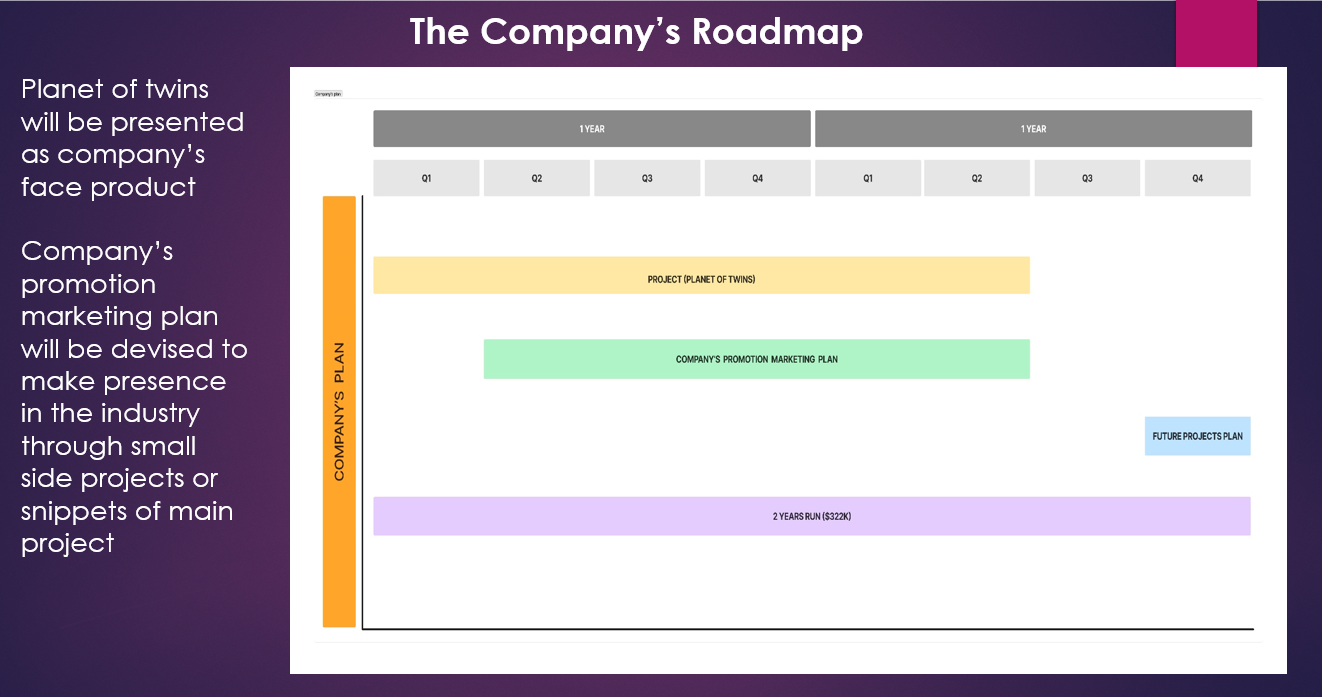 The Company’s Roadmap
Planet of twins
will be presented
as company’s
face product
Company’s
promotion
marketing plan
will be devised to
make presence
in the industry
through small
side projects or
snippets of main
project
Company's plan
1 YEAR
1 YEAR
Q1
Q2
Q3
Q4
Q1
Q2
Q3
Q4
COMPANY'S PLAN
PROJECT (PLANET OF TWINS)
COMPANY'S PROMOTION MARKETING PLAN
FUTURE PROJECTS PLAN
2 YEARS RUN ($322K)